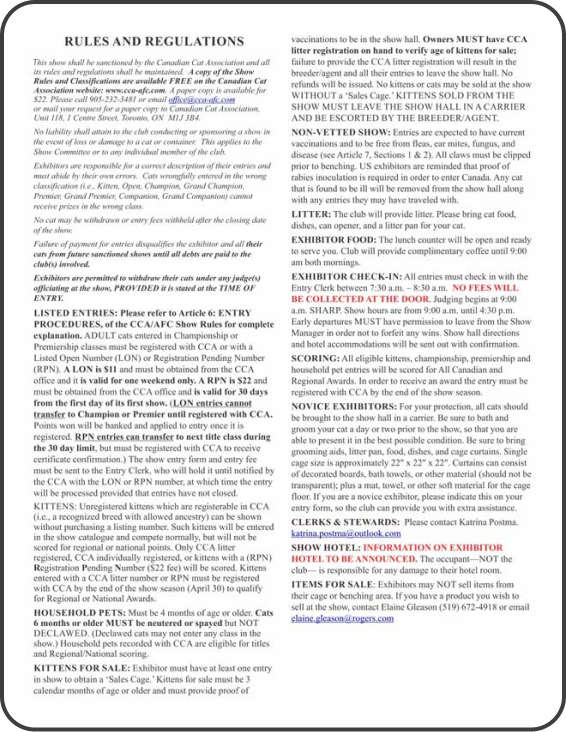 RULES AND REGULATIONS
This show shall be sanctioned by the Canadian Cat Association and all
its rules and regulations shall be maintained. A copy of the Show
Rules and Classifications are available FREE on the Canadian Cat
Association website: www.cca-afc.com. A paper copy is available for
$22. Please call 905-232-3481 or email office@cca-afc.com
or mail your request for a paper copy to Canadian Cat Association,
Unit 118, 1 Centre Street, Toronto, ON M1J 3B4.
No liability shall attain to the club conducting or sponsoring a show in
the event of loss or damage to a cat or container. This applies to the
Show Committee or to any individual member of the club.
Exhibitors are responsible for a correct description of their entries and
must abide by their own errors. Cats wrongfully entered in the wrong
classification (i.e., Kitten, Open, Champion, Grand Champion,
Premier, Grand Premier, Companion, Grand Companion) cannot
receive prizes in the wrong class.
No cat may be withdrawn or entry fees withheld after the closing date
of the show.
Failure of payment for entries disqualifies the exhibitor and all their
cats from future sanctioned shows until all debts are paid to the
club(s) involved.
Exhibitors are permitted to withdraw their cats under any judge(s)
officiating at the show, PROVIDED it is stated at the TIME OF
ENTRY.
LISTED ENTRIES: Please refer to Article 6: ENTRY
PROCEDURES, of the CCA/AFC Show Rules for complete
explanation. ADULT cats entered in Championship or
Premiership classes must be registered with CCA or with a
Listed Open Number (LON) or Registration Pending Number
(RPN). A LON is $11 and must be obtained from the CCA
office and it is valid for one weekend only. A RPN is $22 and
must be obtained from the CCA office and is valid for 30 days
from the first day of its first show. (LON entries cannot
transfer to Champion or Premier until registered with CCA.
Points won will be banked and applied to entry once it is
registered. RPN entries can transfer to next title class during
the 30 day limit, but must be registered with CCA to receive
certificate confirmation.) The show entry form and entry fee
must be sent to the Entry Clerk, who will hold it until notified by
the CCA with the LON or RPN number, at which time the entry
will be processed provided that entries have not closed.
KITTENS: Unregistered kittens which are registerable in CCA
(i.e., a recognized breed with allowed ancestry) can be shown
without purchasing a listing number. Such kittens will be entered
in the show catalogue and compete normally, but will not be
scored for regional or national points. Only CCA litter
registered, CCA individually registered, or kittens with a (RPN)
Registration Pending Number ($22 fee) will be scored. Kittens
entered with a CCA litter number or RPN must be registered
with CCA by the end of the show season (April 30) to qualify
for Regional or National Awards.
HOUSEHOLD PETS: Must be 4 months of age or older. Cats
6 months or older MUST be neutered or spayed but NOT
DECLAWED. (Declawed cats may not enter any class in the
show.) Household pets recorded with CCA are eligible for titles
and Regional/National scoring.
KITTENS FOR SALE: Exhibitor must have at least one entry
in show to obtain a ‘Sales Cage.’ Kittens for sale must be 3
calendar months of age or older and must provide proof of
vaccinations to be in the show hall. Owners MUST have CCA
litter registration on hand to verify age of kittens for sale;
failure to provide the CCA litter registration will result in the
breeder/agent and all their entries to leave the show hall. No
refunds will be issued. No kittens or cats may be sold at the show
WITHOUT a ‘Sales Cage.’ KITTENS SOLD FROM THE
SHOW MUST LEAVE THE SHOW HALL IN A CARRIER
AND BE ESCORTED BY THE BREEDER/AGENT.
NON-VETTED SHOW: Entries are expected to have current
vaccinations and to be free from fleas, ear mites, fungus, and
disease (see Article 7, Sections 1 & 2). All claws must be clipped
prior to benching. US exhibitors are reminded that proof of
rabies inoculation is required in order to enter Canada. Any cat
that is found to be ill will be removed from the show hall along
with any entries they may have traveled with.
LITTER: The club will provide litter. Please bring cat food,
dishes, can opener, and a litter pan for your cat.
EXHIBITOR FOOD: The lunch counter will be open and ready
to serve you. Club will provide complimentary coffee until 9:00
am both mornings.
EXHIBITOR CHECK-IN: All entries must check in with the
Entry Clerk between 7:30 a.m. – 8:30 a.m. NO FEES WILL
BE COLLECTED AT THE DOOR. Judging begins at 9:00
a.m. SHARP. Show hours are from 9:00 a.m. until 4:30 pm.
Early departures MUST have permission to leave from the Show
Manager in order not to forfeit any wins. Show hall directions
and hotel accommodations will be sent out with confirmation.
SCORING: All eligible kittens, championship, premiership and
household pet entries will be scored for All Canadian and
Regional Awards. In order to receive an award the entry must be
registered with CCA by the end of the show season.
NOVICE EXHIBITORS: For your protection, all cats should
be brought to the show hall in a carrier. Be sure to bath and
groom your cat a day or two prior to the show, so that you are
able to present it in the best possible condition. Be sure to bring
grooming aids, litter pan, food, dishes, and cage curtains. Single
cage size is approximately 22" x 22" x 22". Curtains can consist
of decorated boards, bath towels, or other material (should not be
transparent); plus a mat, towel, or other soft material for the cage
floor. If you are a novice exhibitor, please indicate this on your
entry form, so the club can provide you with extra assistance.
CLERKS & STEWARDS: Please contact Katrina Postma.
katrina.postma@outlook.com
SHOW HOTEL: INFORMATION ON EXHIBITOR
HOTEL TO BE ANNOUNCED. The occupant—NOT the
club— is responsible for any damage to their hotel room.
ITEMS FOR SALE: Exhibitors may NOT sell items from
their cage or benching area. If you have a product you wish to
sell at the show, contact Elaine Gleason (519) 672-4918 or email
elaine.gleason@rogers.com